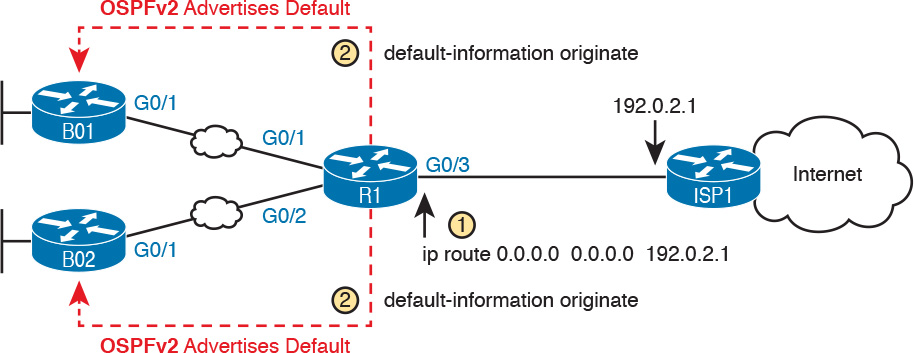 OSPFv2 Advertises Default
2 default-information originate
192.0.2.1
G0/1
B01
G0/1
G0/3
Internet
R1
ISP1
G0/2
1
B02
G0/1
ip route 0.0.0.0 0.0.0.0 192.0.2.1
2 default-information originate
OSPFv2 Advertises Default